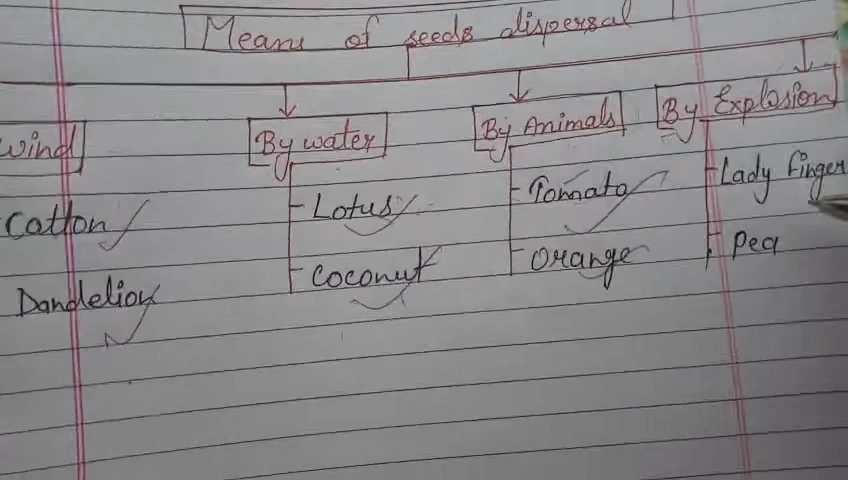 Means of seeds dispersal
wind
By water
By Animals
By Explosion
Cotton
Lotus
Tomato
Lady finger
Dandelion
Coconut
Orange
Pea